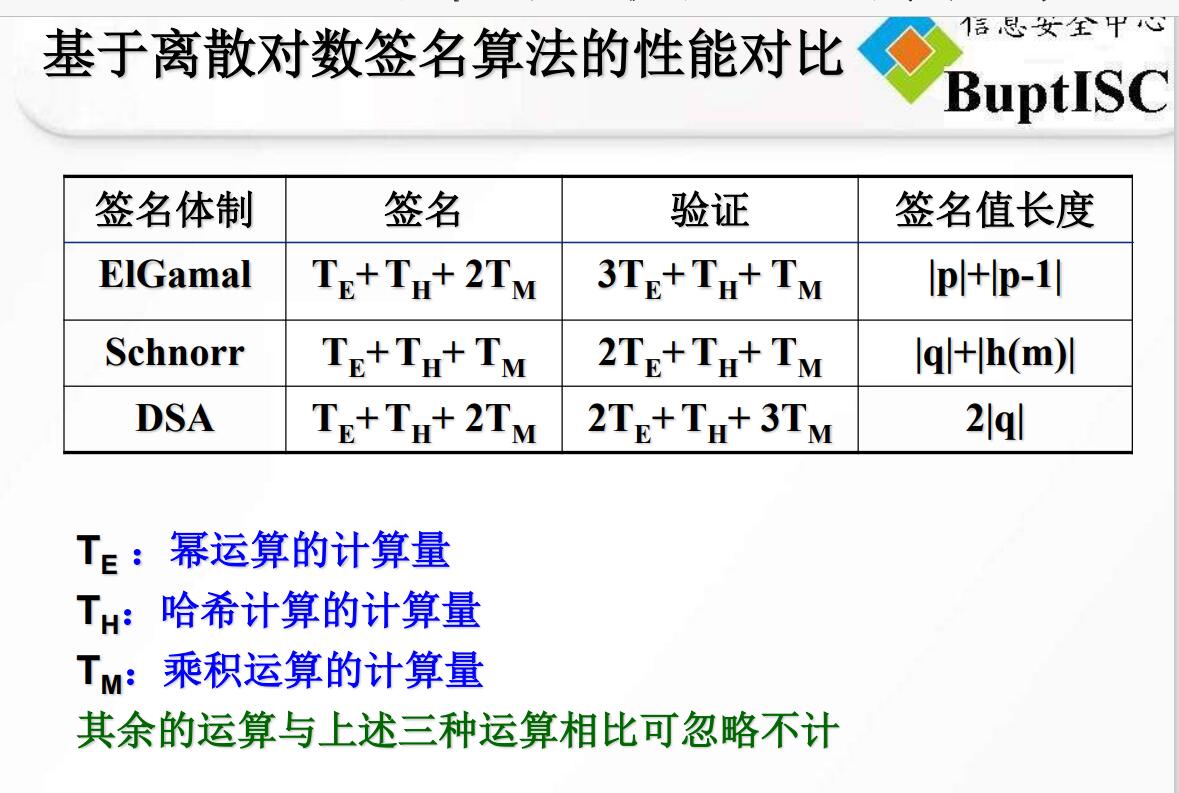 信息安全中心
基于离散对数签名算法的性能对比
BuptISC
签名体制 签名 验证 签名值长度
ElGamal T_E+T_H+ 2T_M 3T_E+T_H+ T_M |p|+|p-1|
Schnorr T_E+T_H+ T_M 2T_E+T_H+ T_M |q|+|h(m)|
DSA T_E+T_H+ 2T_M 2T_E+T_H+ 3T_M 2|q|
T_E ：幂运算的计算量
T_H：哈希计算的计算量
T_M：乘积运算的计算量
其余的运算与上述三种运算相比可忽略不计